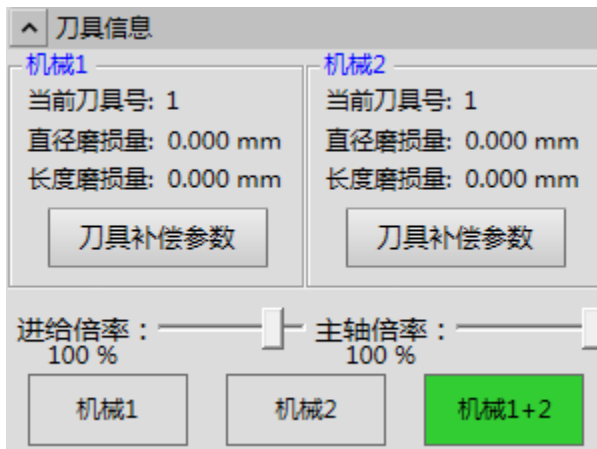 刀具信息
机械1 机械2
当前刀具号: 1 当前刀具号: 1
直径磨损量: 0.000 mm 直径磨损量: 0.000 mm
长度磨损量: 0.000 mm 长度磨损量: 0.000 mm
刀具补偿参数 刀具补偿参数
进给倍率： 主轴倍率：
100 % 100 %
机械1 机械2 机械1+2